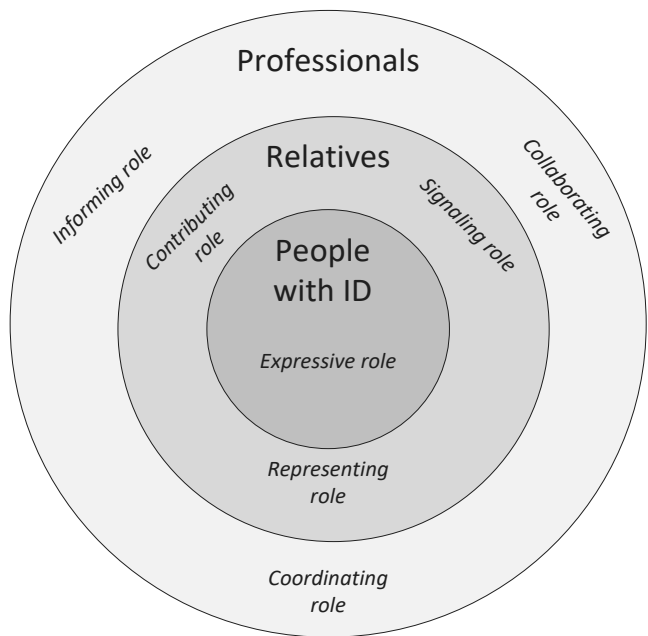 Professionals
Informing role
Collaborating
role
Relatives
Contributing
role
Signaling role
People
with ID
Expressive role
Representing
role
Coordinating
role